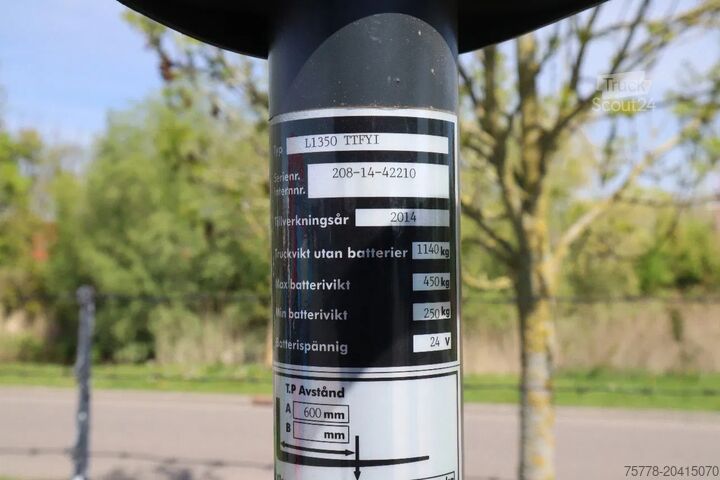 Truck
Scout24
Typ L1350 TTFYI
Serienr.
Internnr. 208-14-42210
Tillverkningsår 2014
Truckvikt utan batterier 1140 kg
Max batterivikt 450 kg
Min batterivikt 250 kg
Batterispännig 24 V
T.P Avstånd
A 600 mm
B mm
75778-20415070